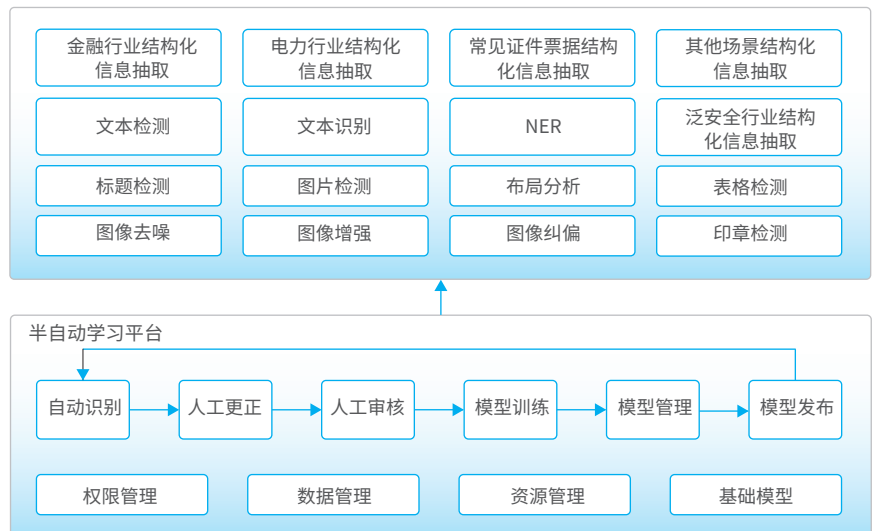 金融行业结构化
信息抽取
电力行业结构化
信息抽取
常见证件票据结构
化信息抽取
其他场景结构化
信息抽取
文本检测
文本识别
NER
泛安全行业结构
化信息抽取
标题检测
图片检测
布局分析
表格检测
图像去噪
图像增强
图像纠偏
印章检测
半自动学习平台
自动识别
人工更正
人工审核
模型训练
模型管理
模型发布
权限管理
数据管理
资源管理
基础模型